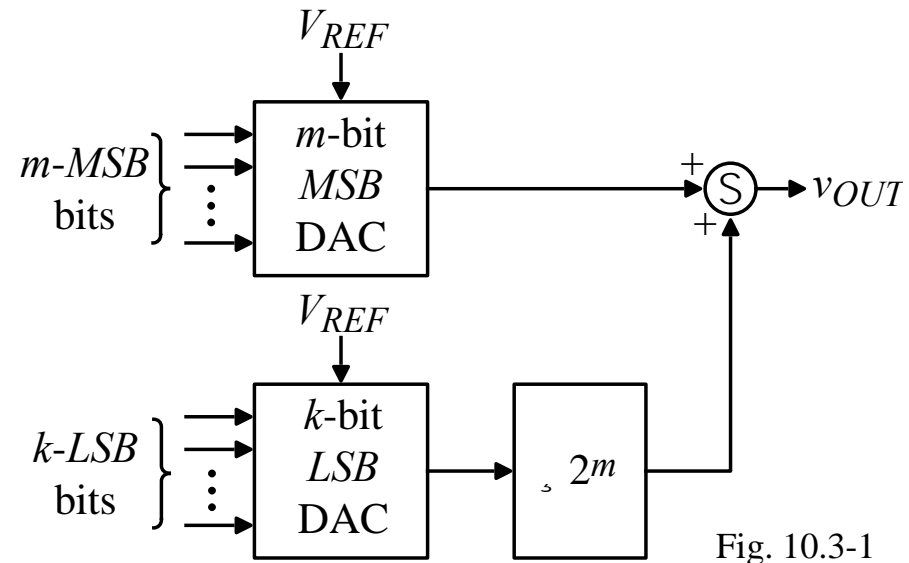 V_REF
m-bit
MSB
DAC
m-MSB
bits
+
S
+
v_OUT
V_REF
k-bit
LSB
DAC
k-LSB
bits
2^m
Fig. 10.3-1